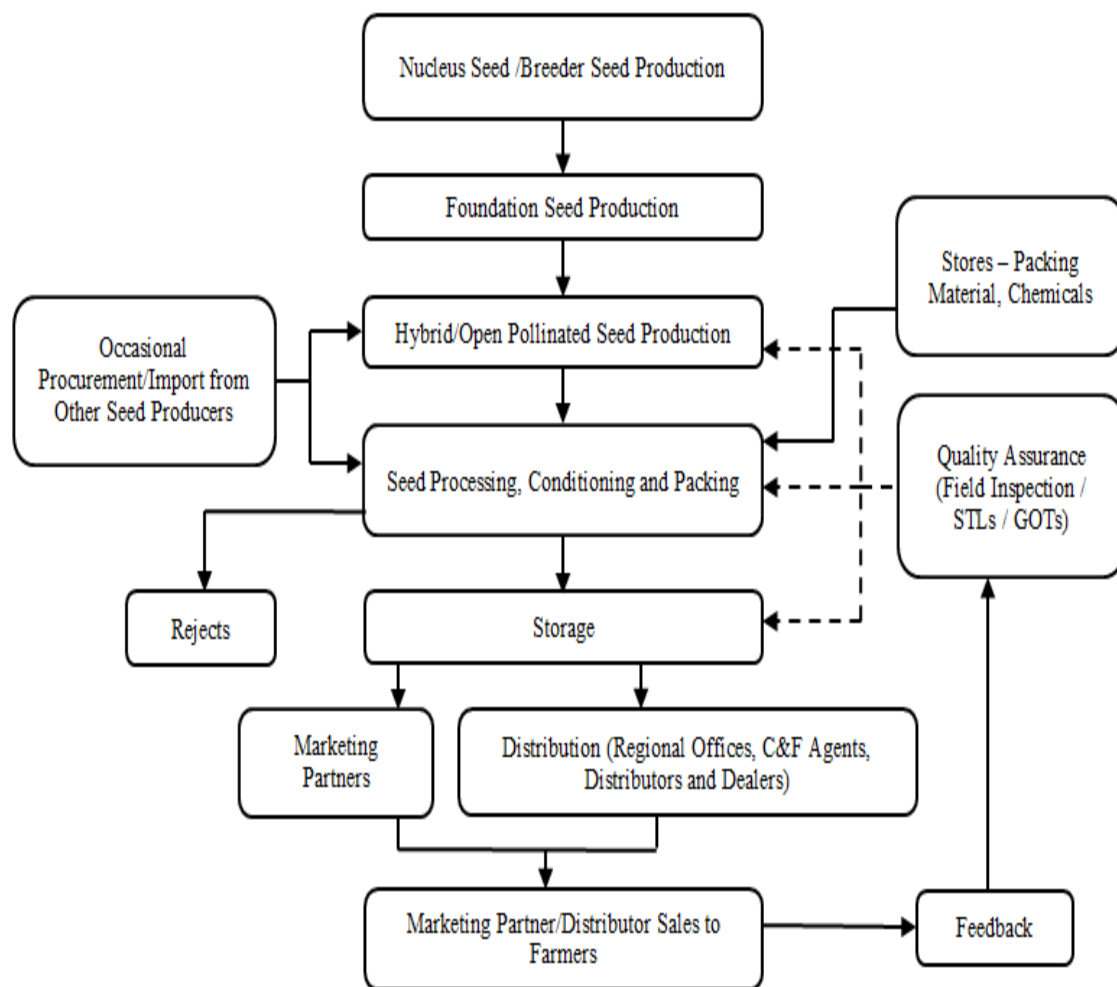 Nucleus Seed /Breeder Seed Production
Foundation Seed Production
Stores – Packing
Material, Chemicals
Hybrid/Open Pollinated Seed Production
Occasional
Procurement/Import from
Other Seed Producers
Seed Processing, Conditioning and Packing
Quality Assurance
(Field Inspection /
STLs / GOTs)
Rejects
Storage
Marketing
Partners
Distribution (Regional Offices, C&F Agents,
Distributors and Dealers)
Marketing Partner/Distributor Sales to
Farmers
Feedback